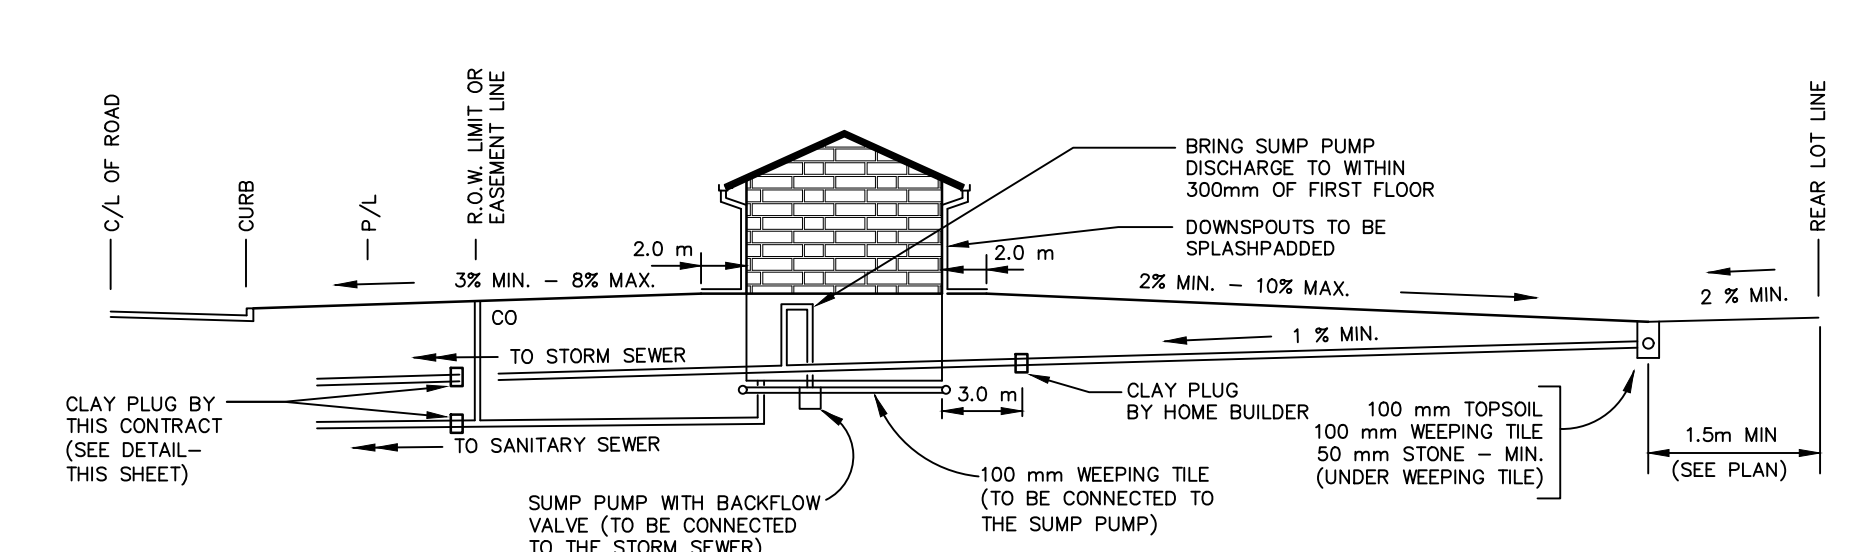 C/L OF ROAD
CURB
P/L
R.O.W. LIMIT OR
EASEMENT LINE
REAR LOT LINE
BRING SUMP PUMP
DISCHARGE TO WITHIN
300mm OF FIRST FLOOR
DOWNSPOUTS TO BE
SPLASHPADDED
2.0 m
2.0 m
3% MIN. – 8% MAX.
2% MIN. – 10% MAX.
2 % MIN.
CO
1 % MIN.
TO STORM SEWER
CLAY PLUG BY
THIS CONTRACT
(SEE DETAIL–
THIS SHEET)
3.0 m
CLAY PLUG
BY HOME BUILDER
100 mm TOPSOIL
100 mm WEEPING TILE
50 mm STONE – MIN.
(UNDER WEEPING TILE)
1.5m MIN
(SEE PLAN)
TO SANITARY SEWER
100 mm WEEPING TILE
(TO BE CONNECTED TO
THE SUMP PUMP)
SUMP PUMP WITH BACKFLOW
VALVE (TO BE CONNECTED
TO THE STORM SEWER)